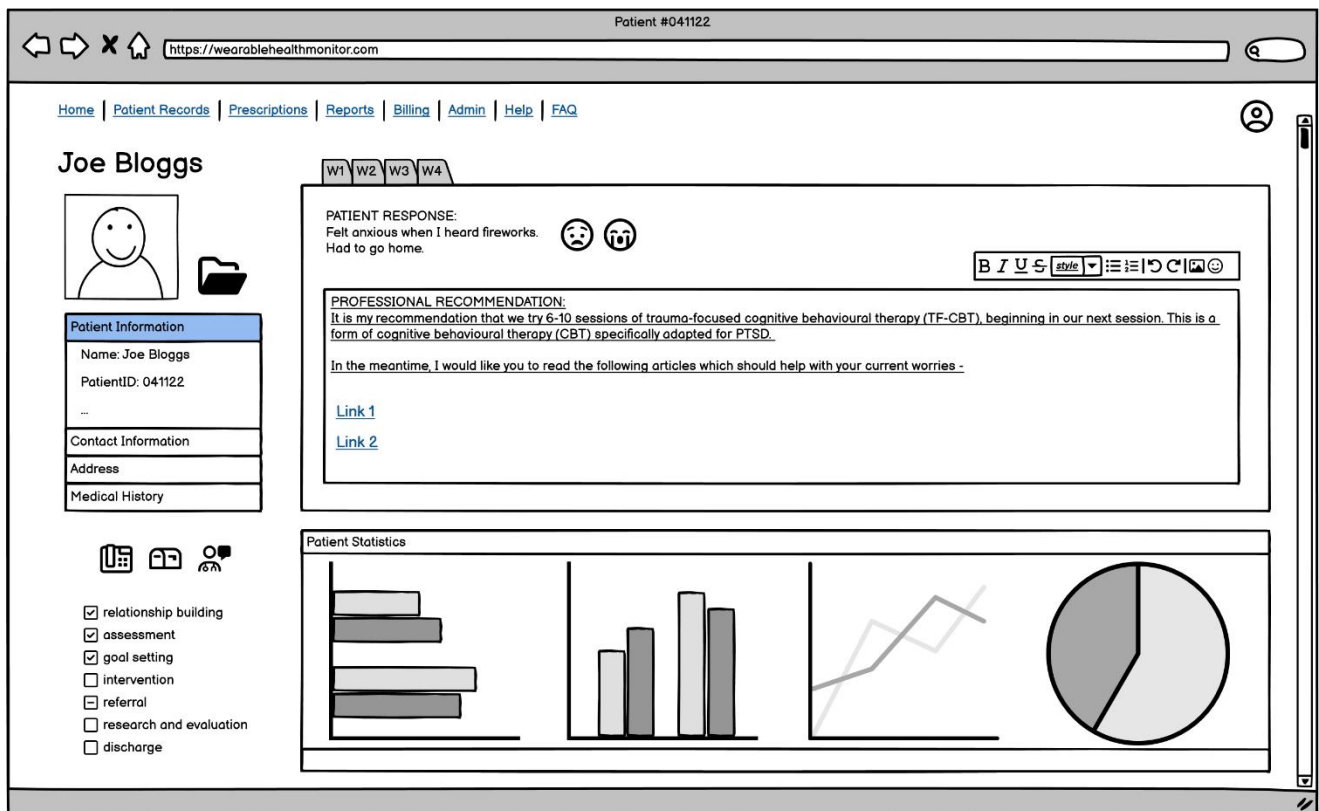 Patient #041122
https://wearablehealthmonitor.com
Home | Patient Records | Prescriptions | Reports | Billing | Admin | Help | FAQ
Joe Bloggs
Patient Information
Name: Joe Bloggs
PatientID: 041122
...
Contact Information
Address
Medical History
relationship building
assessment
goal setting
intervention
referral
research and evaluation
discharge
W1 W2 W3 W4
PATIENT RESPONSE:
Felt anxious when I heard fireworks.
Had to go home.
B I U S style
PROFESSIONAL RECOMMENDATION:
It is my recommendation that we try 6-10 sessions of trauma-focused cognitive behavioural therapy (TF-CBT), beginning in our next session. This is a
form of cognitive behavioural therapy (CBT) specifically adapted for PTSD.
In the meantime, I would like you to read the following articles which should help with your current worries -
Link 1
Link 2
Patient Statistics